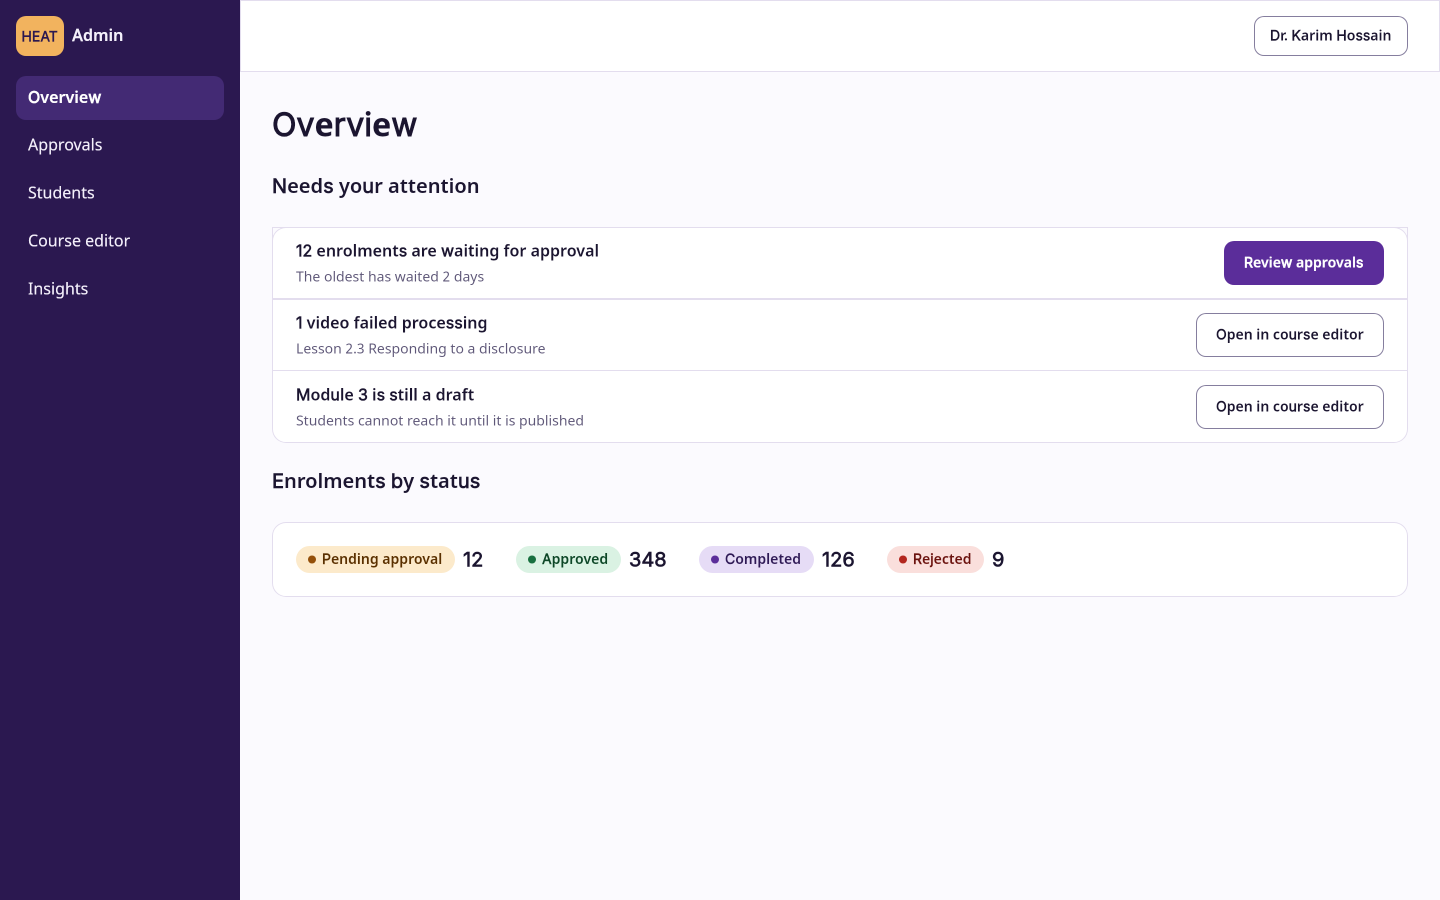 HEAT Admin
Overview
Approvals
Students
Course editor
Insights
Dr. Karim Hossain
Overview
Needs your attention
12 enrolments are waiting for approval
The oldest has waited 2 days
Review approvals
1 video failed processing
Lesson 2.3 Responding to a disclosure
Open in course editor
Module 3 is still a draft
Students cannot reach it until it is published
Open in course editor
Enrolments by status
Pending approval 12 Approved 348 Completed 126 Rejected 9